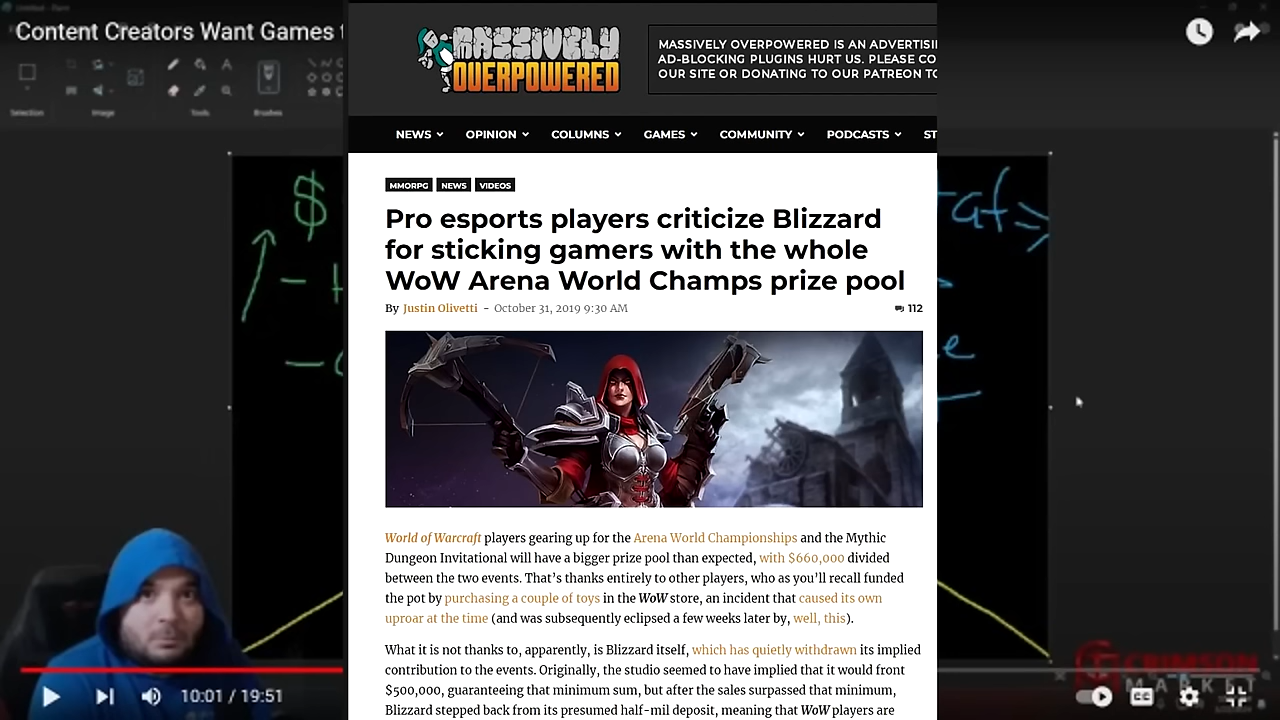 Content Creators Want Games t
Selection
Image
Tools
Brushes
$
MASSIVELY
OVERPOWERED
MASSIVELY OVERPOWERED IS AN ADVERTISI
AD-BLOCKING PLUGINS HURT US. PLEASE CO
OUR SITE OR DONATING TO OUR PATREON TO
NEWS
OPINION
COLUMNS
GAMES
COMMUNITY
PODCASTS
ST
MMORPG
NEWS
VIDEOS
Pro esports players criticize Blizzard
for sticking gamers with the whole
WoW Arena World Champs prize pool
By Justin Olivetti - October 31, 2019 9:30 AM
112
World of Warcraft players gearing up for the Arena World Championships and the Mythic
Dungeon Invitational will have a bigger prize pool than expected, with $660,000 divided
between the two events. That's thanks entirely to other players, who as you'll recall funded
the pot by purchasing a couple of toys in the WoW store, an incident that caused its own
uproar at the time (and was subsequently eclipsed a few weeks later by, well, this).
What it is not thanks to, apparently, is Blizzard itself, which has quietly withdrawn its implied
contribution to the events. Originally, the studio seemed to have implied that it would front
$500,000, guaranteeing that minimum sum, but after the sales surpassed that minimum,
Blizzard stepped back from its presumed half-mil deposit, meaning that WoW players are
CRIMSON
MARKET
10:01 / 19:51
CC